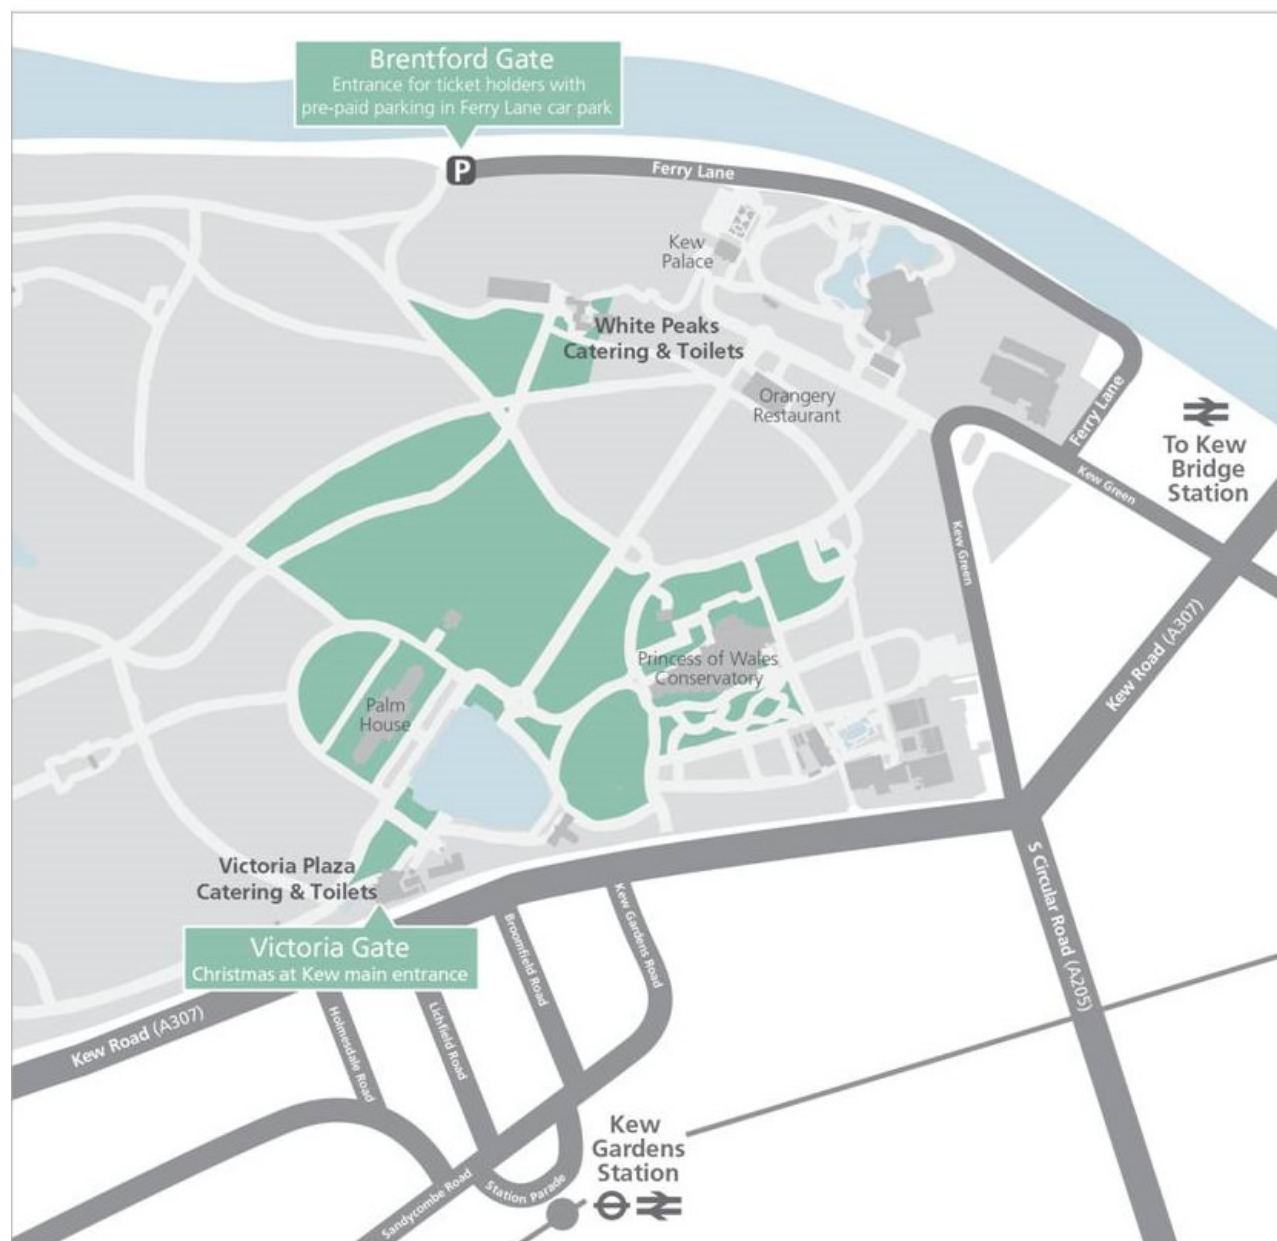 Brentford Gate
Entrance for ticket holders with
pre-paid parking in Ferry Lane car park
P
Ferry Lane
Kew
Palace
White Peaks
Catering & Toilets
Orangery
Restaurant
Ferry Lane
To Kew
Bridge
Station
Kew Green
Kew Green
Kew Road (A307)
Princess of Wales
Conservatory
Palm
House
Victoria Plaza
Catering & Toilets
Victoria Gate
Christmas at Kew main entrance
Kew Road (A307)
Holmesdale Road
Lichfield Road
Broomfield Road
Kew Gardens Road
S Circular Road (A205)
Kew
Gardens
Station
Station Parade
Sandycombe Road